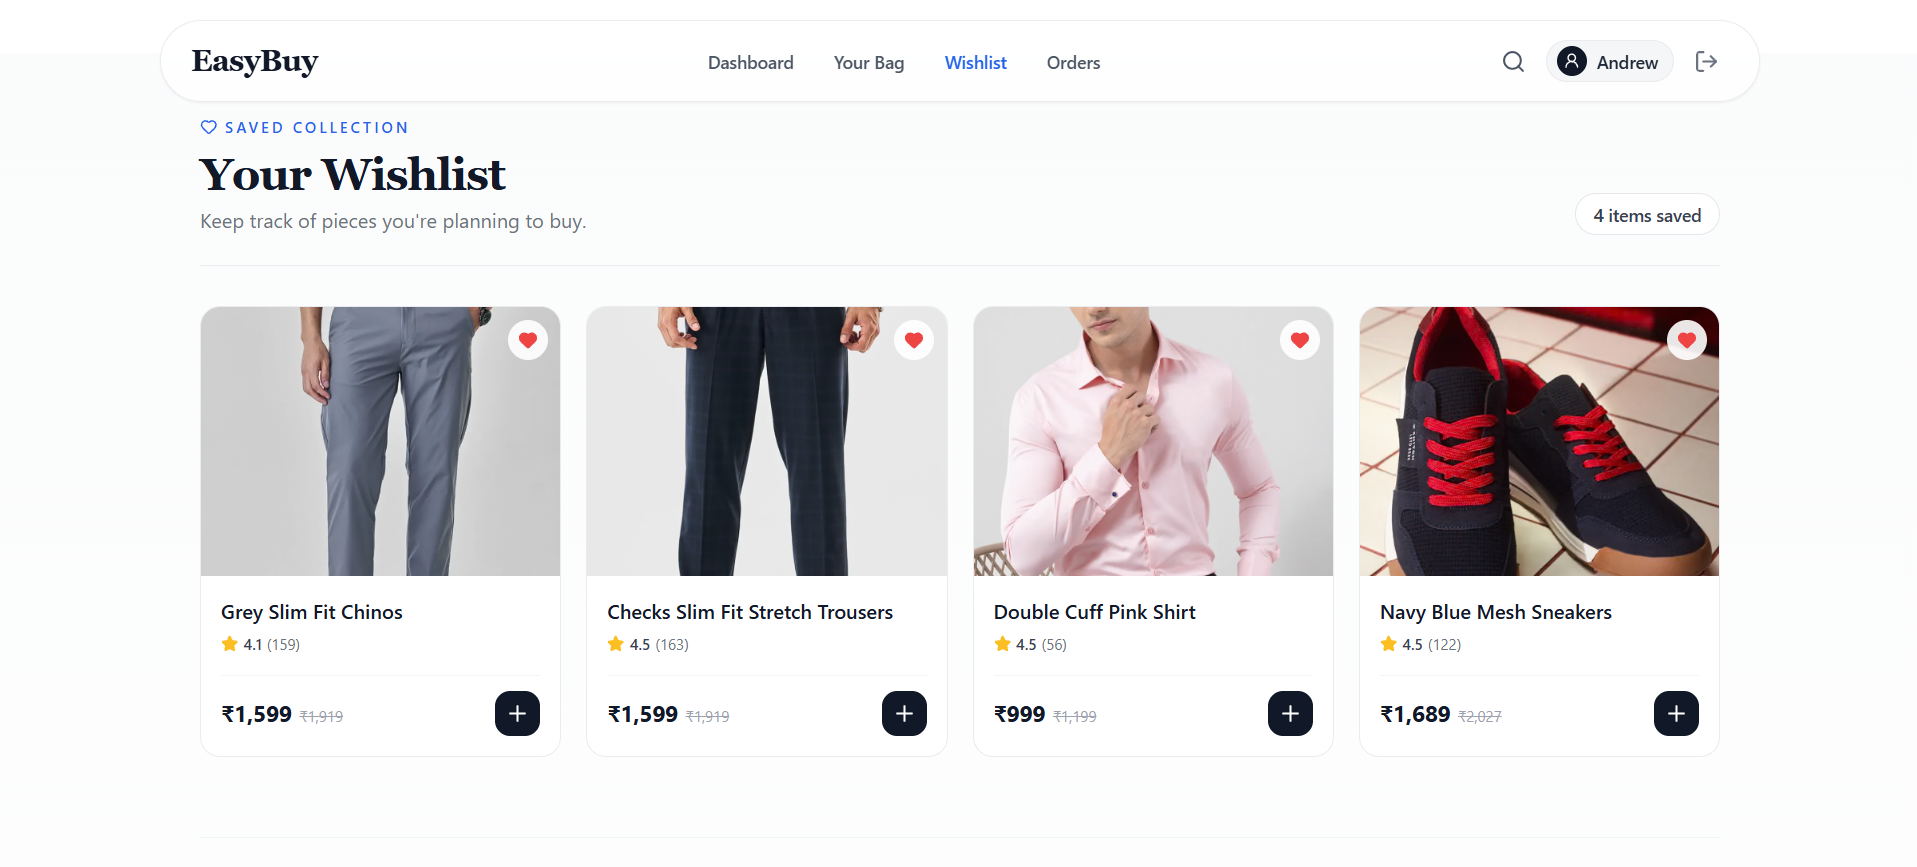 EasyBuy
Dashboard
Your Bag
Wishlist
Orders
Andrew
SAVED COLLECTION
Your Wishlist
Keep track of pieces you're planning to buy.
4 items saved
Grey Slim Fit Chinos
4.1 (159)
₹1,599 ₹1,919
Checks Slim Fit Stretch Trousers
4.5 (163)
₹1,599 ₹1,919
Double Cuff Pink Shirt
4.5 (56)
₹999 ₹1,199
Navy Blue Mesh Sneakers
4.5 (122)
₹1,689 ₹2,027